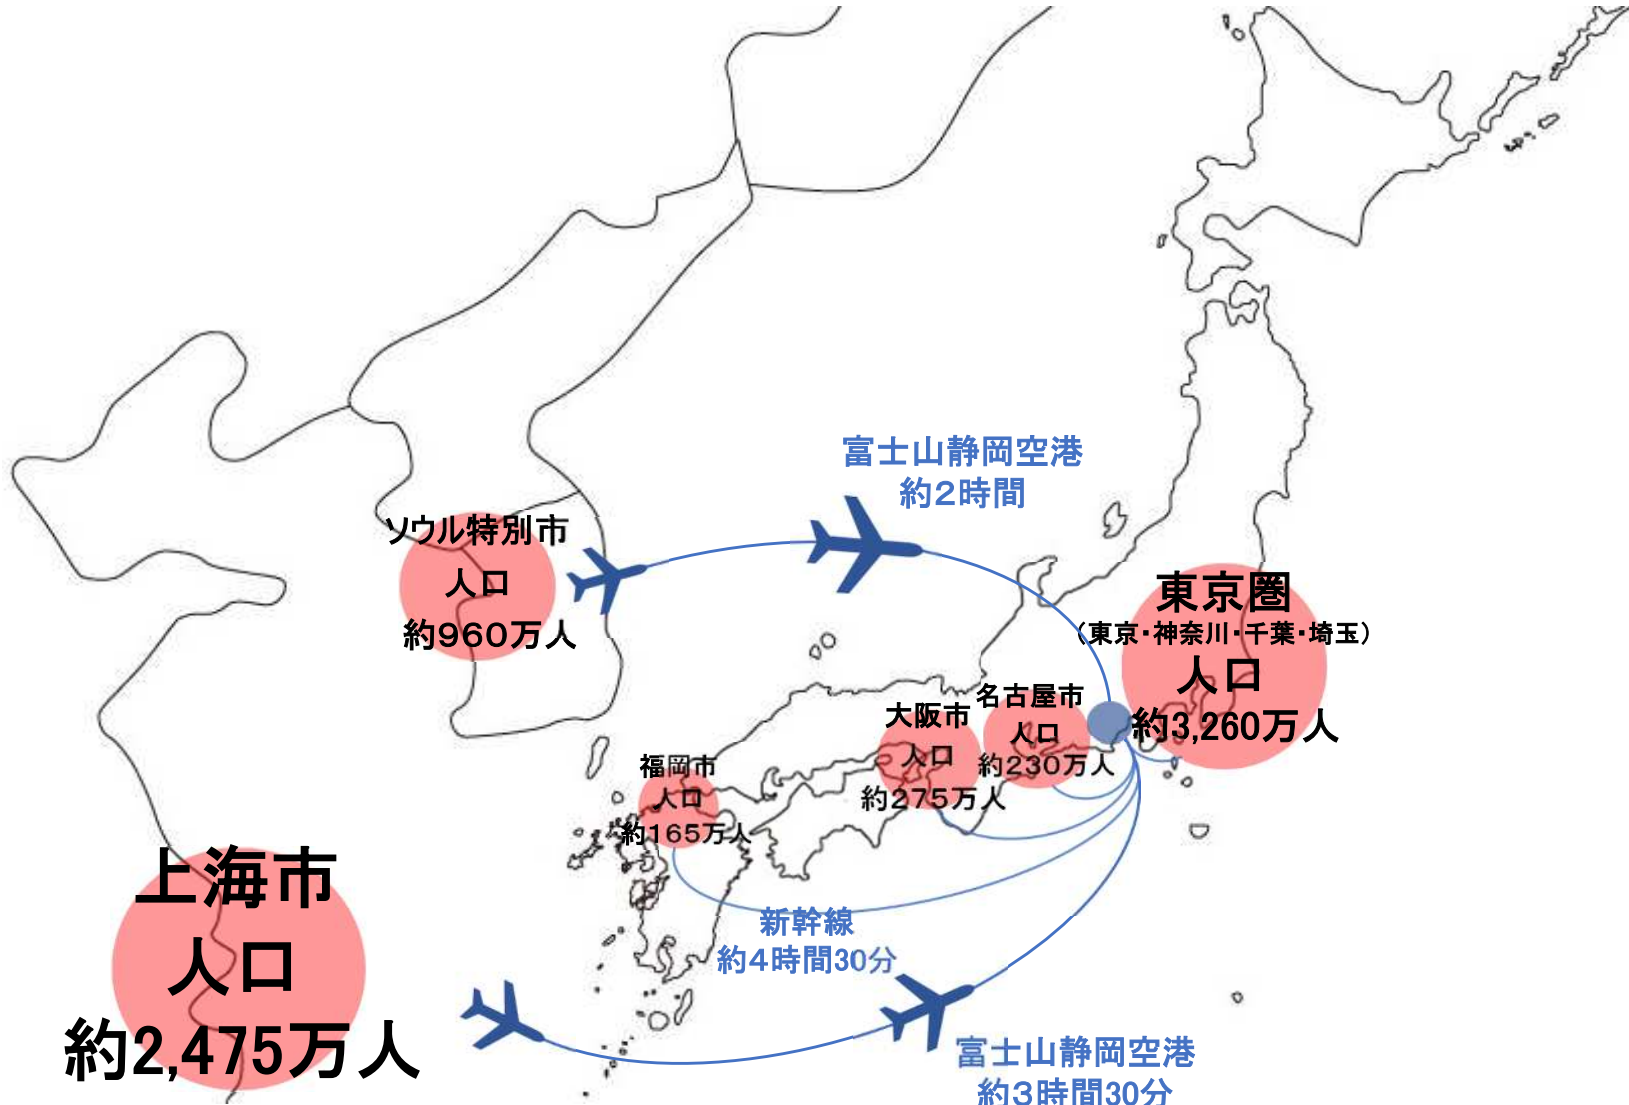 富士山静岡空港
約2時間
ソウル特別市
人口
約960万人
東京圏
（東京・神奈川・千葉・埼玉）
人口
約3,260万人
名古屋市
人口
約230万人
大阪市
人口
約275万人
福岡市
人口
約165万人
上海市
人口
約2,475万人
新幹線
約4時間30分
富士山静岡空港
約3時間30分